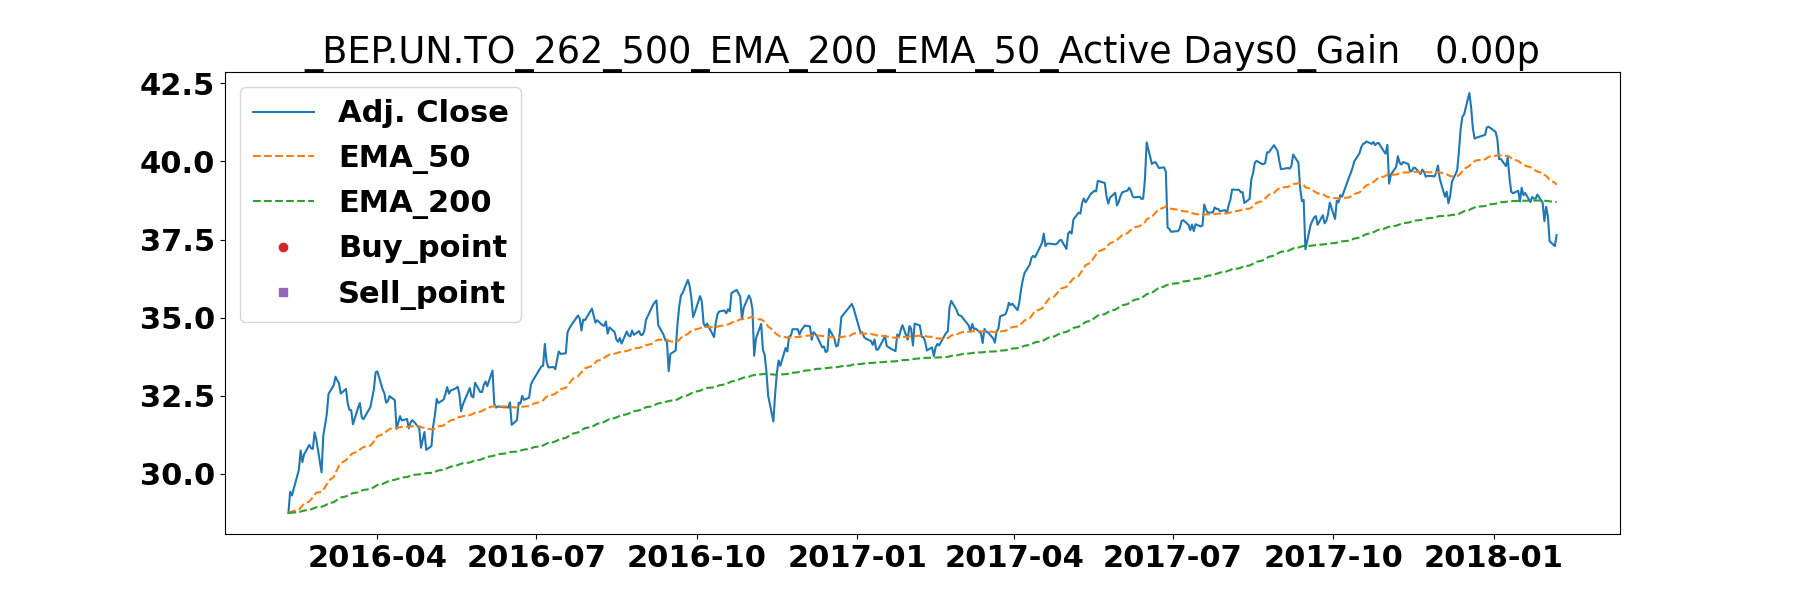 _BEP.UN.TO_262_500_EMA_200_EMA_50_Active Days0_Gain   0.00p
42.5
40.0
37.5
35.0
32.5
30.0
Adj. Close
EMA_50
EMA_200
Buy_point
Sell_point
2016-04 2016-07 2016-10 2017-01 2017-04 2017-07 2017-10 2018-01